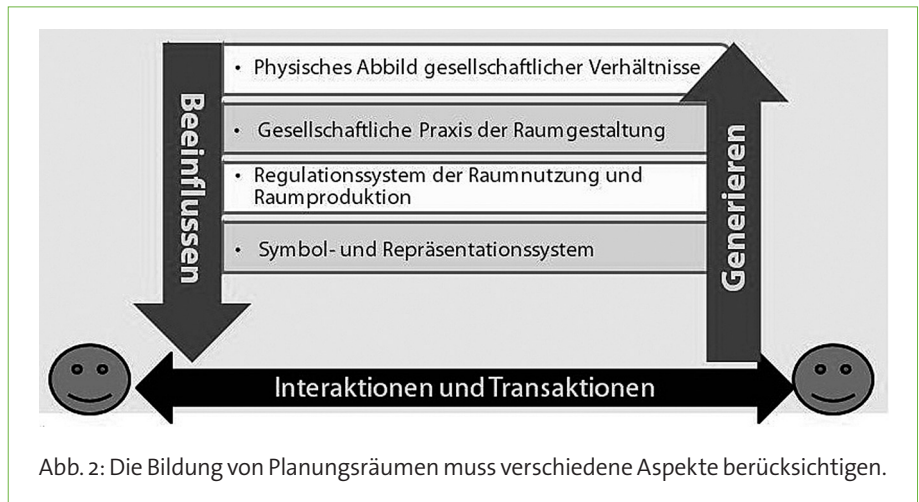 • Physisches Abbild gesellschaftlicher Verhältnisse
• Gesellschaftliche Praxis der Raumgestaltung
• Regulationssystem der Raumnutzung und
Raumproduktion
• Symbol- und Repräsentationssystem
Beeinflussen
Generieren
Interaktionen und Transaktionen
Abb. 2: Die Bildung von Planungsräumen muss verschiedene Aspekte berücksichtigen.